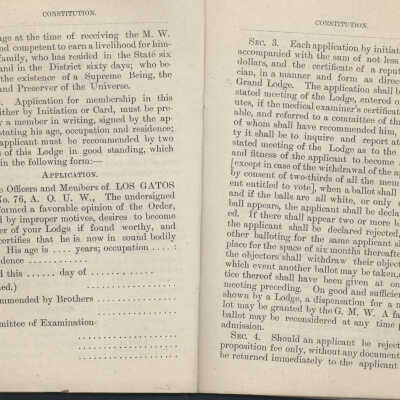 CONSTITUTION.
age at the time of receiving the M. W.
nd competent to earn a livelihood for him-
family, who has resided in the State six
and in the District sixty days; who be-
the existence of a Supreme Being, the
and Preserver of the Universe.
Application for membership in this
either by Initiation or Card, must be pre-
y a member in writing, signed by the ap-
stating his age, occupation and residence;
applicant must be recommended by two
s of this Lodge in good standing, which
in the following form:—
APPLICATION.
e Officers and Members of LOS GATOS
No. 76, A. O. U. W., The undersigned
formed a favorable opinion of the Order,
d by improper motives, desires to become
er of your Lodge if found worthy, and
certifies that he is now in sound bodily
His age is .... years; occupation .....
dence ..........
d this ...... day of ..............
ned.)
mmended by Brothers
mmittee of Examination-
CONSTITUTION.
SEC. 3. Each application by initiat
accompanied with the sum of not less
dollars, and the certificate of a reput
cian, in a manner and form as direc
Grand Lodge. The application shall b
stated meeting of the Lodge, entered o
utes, if the medical examiner's certificat
able, and referred to a committee of th
of whom shall have recommended him,
ty it shall be to inquire and report at
stated meeting of the Lodge as to the
and fitness of the applicant to become
[except in case of the withdrawal of the ap
by consent of two-thirds of all the mem
ent entitled to vote], when a ballot shall
and if the balls are all white, or only o
ball appears, the applicant shall be decla
ed. If there shall appear two or more b
the applicant shall be declared rejected,
other balloting for the same applicant sh
place for the space of six months thereafter
the objectors shall withdraw their object
which event another ballot may be taken,
tice thereof shall have been given at on
meeting preceding. On good and sufficien
shown by a Lodge, a dispensation for a n
lot may be granted by the G. M. W. A fa
ballot may be reconsidered at any time p
admission.
SEC. 4. Should an applicant be reject
proposition fee only, without any document
be returned immediately to the applicant